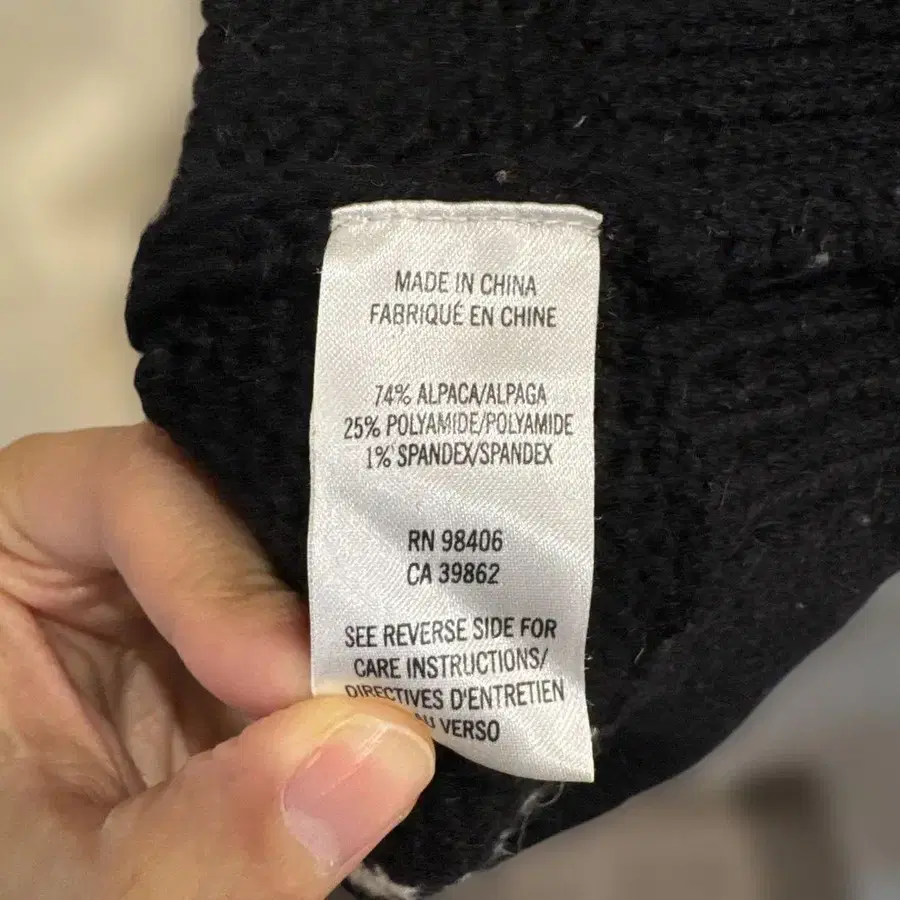 MADE IN CHINA
FABRIQUÉ EN CHINE
74% ALPACA/ALPAGA
25% POLYAMIDE/POLYAMIDE
1% SPANDEX/SPANDEX
RN 98406
CA 39862
SEE REVERSE SIDE FOR
CARE INSTRUCTIONS/
DIRECTIVES D'ENTRETIEN
VERSO